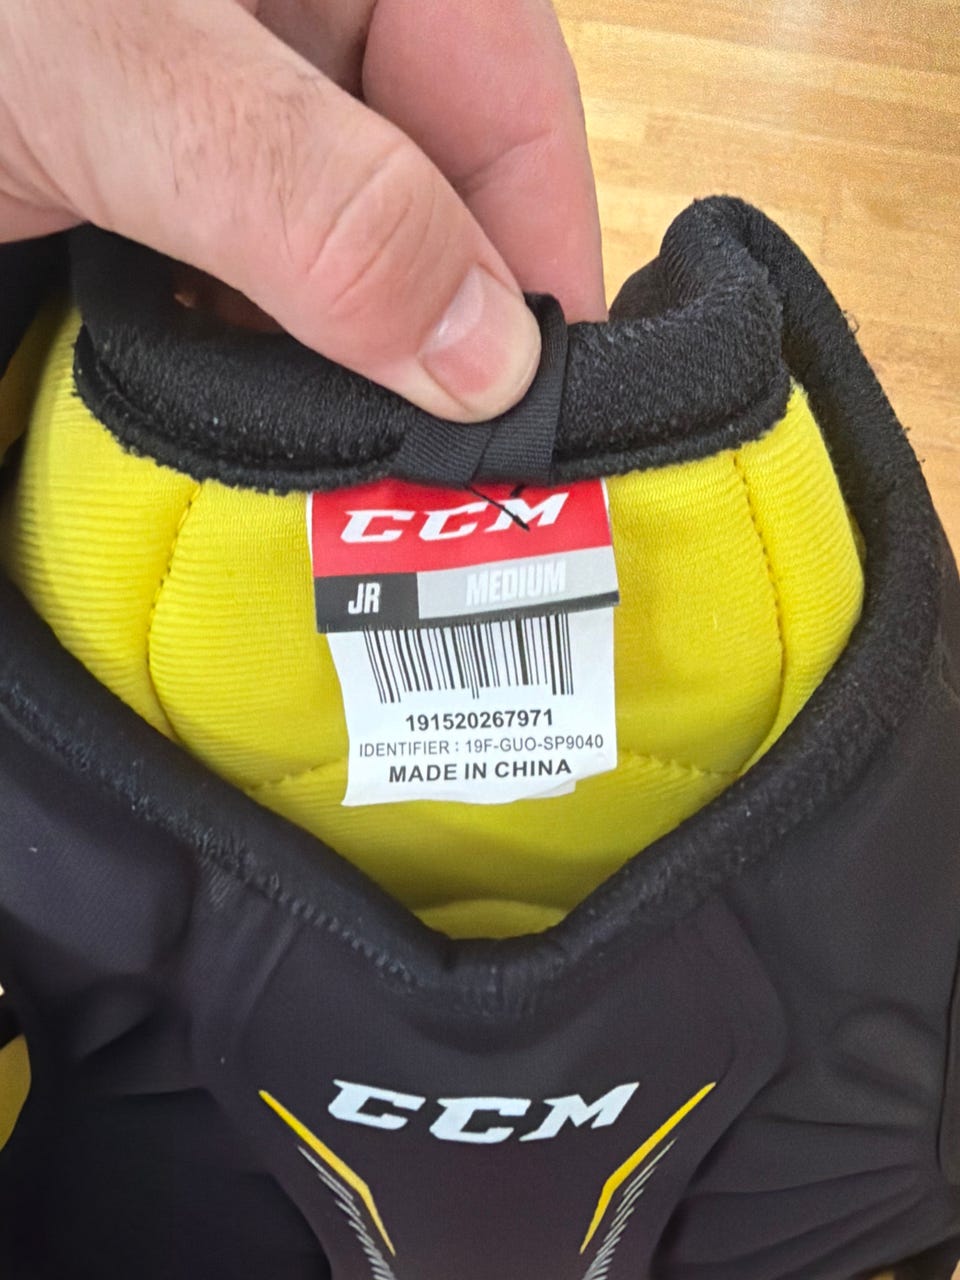 CCM
JR MEDIUM
191520267971
IDENTIFIER : 19F-GUO-SP9040
MADE IN CHINA
CCM